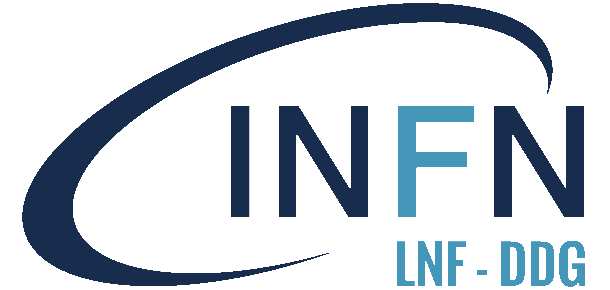 INFN
LNF - DDG